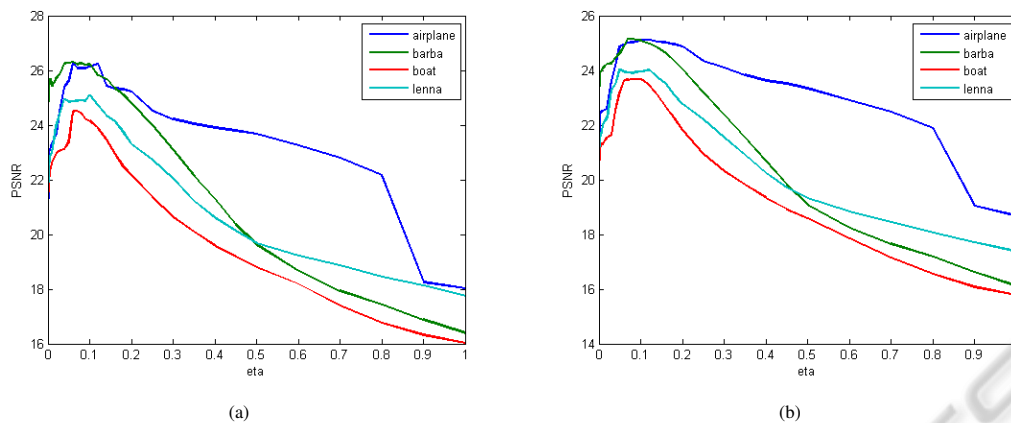 28
26
24
22
20
18
16
14
PSNR
0 0.1 0.2 0.3 0.4 0.5 0.6 0.7 0.8 0.9 1
eta
airplane
barba
boat
lenna
(a)
26
24
22
20
18
16
14
PSNR
0 0.1 0.2 0.3 0.4 0.5 0.6 0.7 0.8 0.9
eta
airplane
barba
boat
lenna
(b)